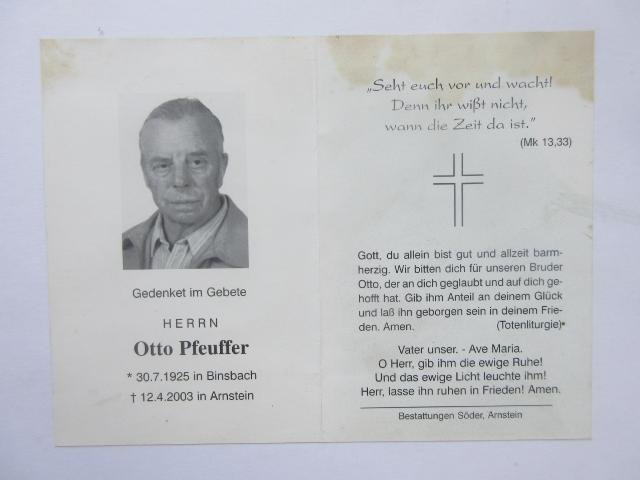 Gedenket im Gebete
HERRN
Otto Pfeuffer
* 30.7.1925 in Binsbach
† 12.4.2003 in Arnstein
„Seht euch vor und wacht!
Denn ihr wißt nicht,
wann die Zeit da ist.”
(Mk 13,33)
Gott, du allein bist gut und allzeit barm-
herzig. Wir bitten dich für unseren Bruder
Otto, der an dich geglaubt und auf dich ge-
hofft hat. Gib ihm Anteil an deinem Glück
und laß ihn geborgen sein in deinem Frie-
den. Amen. (Totenliturgie)
Vater unser. - Ave Maria.
O Herr, gib ihm die ewige Ruhe!
Und das ewige Licht leuchte ihm!
Herr, lasse ihn ruhen in Frieden! Amen.
Bestattungen Söder, Arnstein